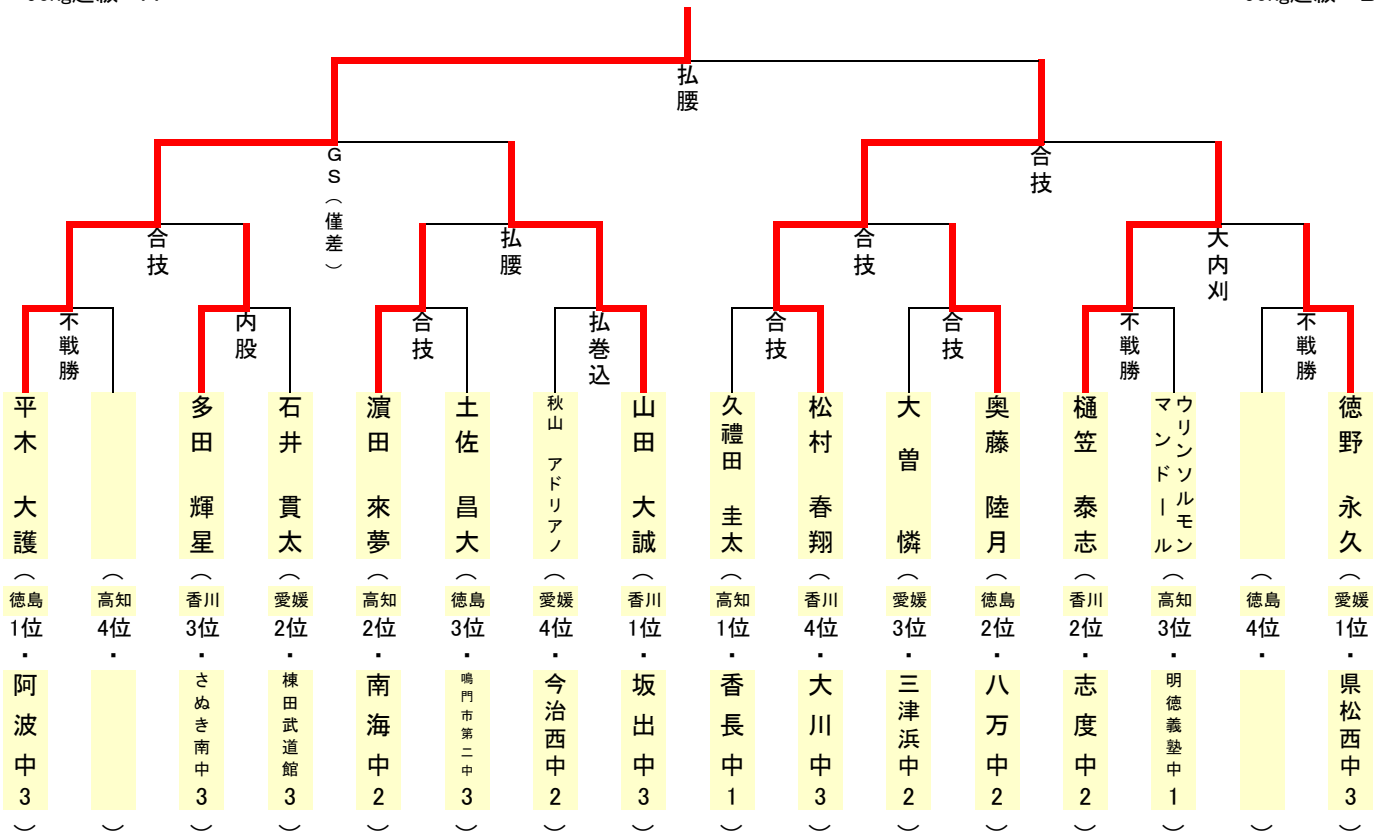 払腰
GS（僅差）
合技
合技
払腰
合技
大内刈
不戦勝
内股
合技
払巻込
合技
合技
不戦勝
不戦勝
平木 大護（徳島1位・阿波中3）
（高知4位・）
多田 輝星（香川3位・さぬき南中3）
石井 貫太（愛媛2位・棟田武道館3）
濵田 來夢（高知2位・南海中2）
土佐 昌大（徳島3位・鳴門市第二中3）
秋山 アドリアノ（愛媛4位・今治西中2）
山田 大誠（香川1位・坂出中3）
久禮田 圭太（高知1位・香長中1）
松村 春翔（香川4位・大川中3）
大曽 憐（愛媛3位・三津浜中2）
奥藤 陸月（徳島2位・八万中2）
樋笠 泰志（香川2位・志度中2）
ウリンソルモン
マンドール（高知3位・明徳義塾中1）
（徳島4位・）
徳野 永久（愛媛1位・県松西中3）